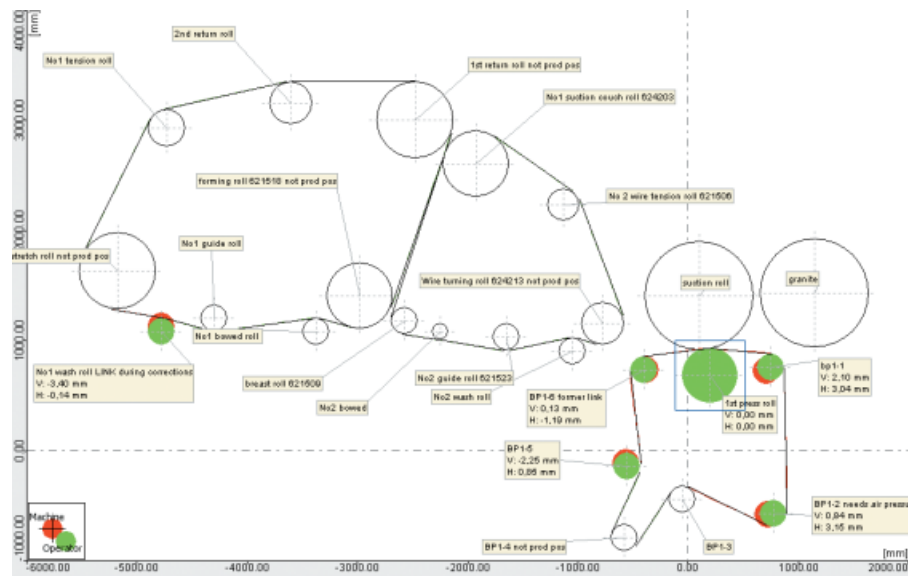 4000.00
[mm]
2nd return roll
No1 tension roll
1st return roll not prod pos
No1 suction couch roll 624203
3000.00
forming roll 621518 not prod pos
No 2 wire tension roll 621506
2000.00
No1 guide roll
stretch roll not prod pos
Wire turning roll 624213 not prod pos
suction roll
granite
1000.00
No1 bowed roll
No1 wash roll LINK during corrections
V: -3,40 mm
H: -0,14 mm
breast roll 621509
No2 guide roll 621523
No2 bowed
No2 wash roll
BP1-6 former link
V: 0,13 mm
H: -1,19 mm
1st press roll
V: 0,00 mm
H: 0,00 mm
bp1-1
V: 2,10 mm
H: 3,04 mm
0.00
BP1-5
V: -2,25 mm
H: 0,86 mm
BP1-2 needs air pressu
V: 0,84 mm
H: 3,15 mm
Machine
Operator
BP1-4 not prod pos
BP1-3
-1000.00
[mm]
-6000.00
-5000.00
-4000.00
-3000.00
-2000.00
-1000.00
0.00
1000.00
2000.00